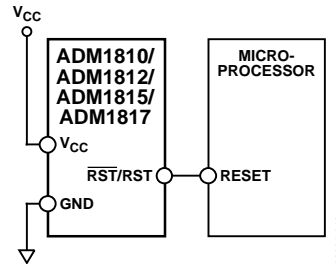 VCC
ADM1810/
ADM1812/
ADM1815/
ADM1817
VCC
RST/RST
GND
MICRO-
PROCESSOR
RESET